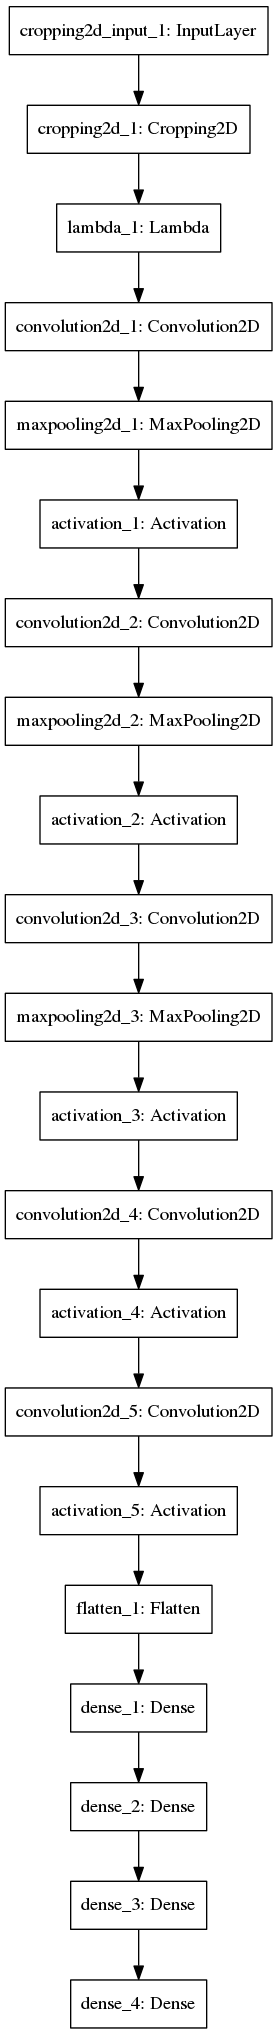 cropping2d_input_1: InputLayer
cropping2d_1: Cropping2D
lambda_1: Lambda
convolution2d_1: Convolution2D
maxpooling2d_1: MaxPooling2D
activation_1: Activation
convolution2d_2: Convolution2D
maxpooling2d_2: MaxPooling2D
activation_2: Activation
convolution2d_3: Convolution2D
maxpooling2d_3: MaxPooling2D
activation_3: Activation
convolution2d_4: Convolution2D
activation_4: Activation
convolution2d_5: Convolution2D
activation_5: Activation
flatten_1: Flatten
dense_1: Dense
dense_2: Dense
dense_3: Dense
dense_4: Dense